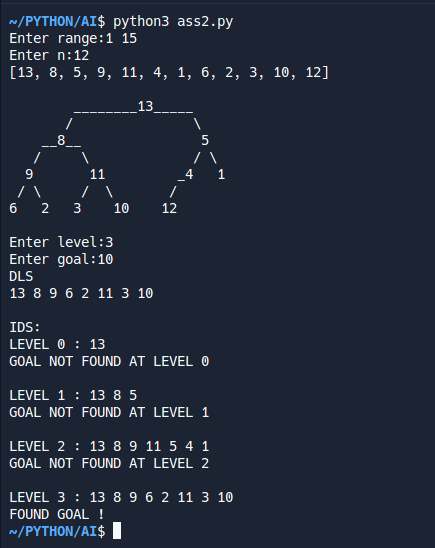 ~/PYTHON/AI$ python3 ass2.py
Enter range:1 15
Enter n:12
[13, 8, 5, 9, 11, 4, 1, 6, 2, 3, 10, 12]
        ________13_____
       /               \
    __8__               5
   /     \             / \
  9       11         _4   1
 / \     /  \       /
6   2   3    10    12
Enter level:3
Enter goal:10
DLS
13 8 9 6 2 11 3 10
IDS:
LEVEL 0 : 13
GOAL NOT FOUND AT LEVEL 0
LEVEL 1 : 13 8 5
GOAL NOT FOUND AT LEVEL 1
LEVEL 2 : 13 8 9 11 5 4 1
GOAL NOT FOUND AT LEVEL 2
LEVEL 3 : 13 8 9 6 2 11 3 10
FOUND GOAL !
~/PYTHON/AI$